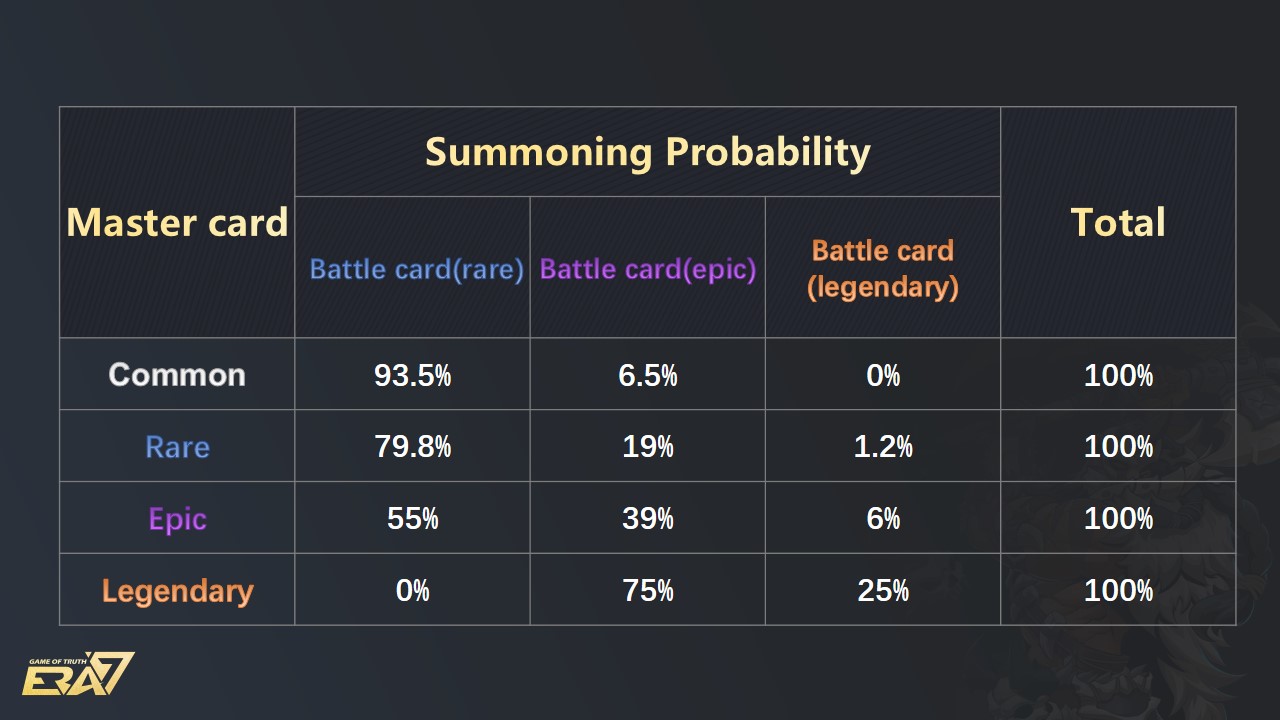 Summoning Probability
Master card
Total
Battle card(rare)
Battle card(epic)
Battle card
(legendary)
Common 93.5% 6.5% 0% 100%
Rare 79.8% 19% 1.2% 100%
Epic 55% 39% 6% 100%
Legendary 0% 75% 25% 100%
GAME OF TRUTH
ERA7